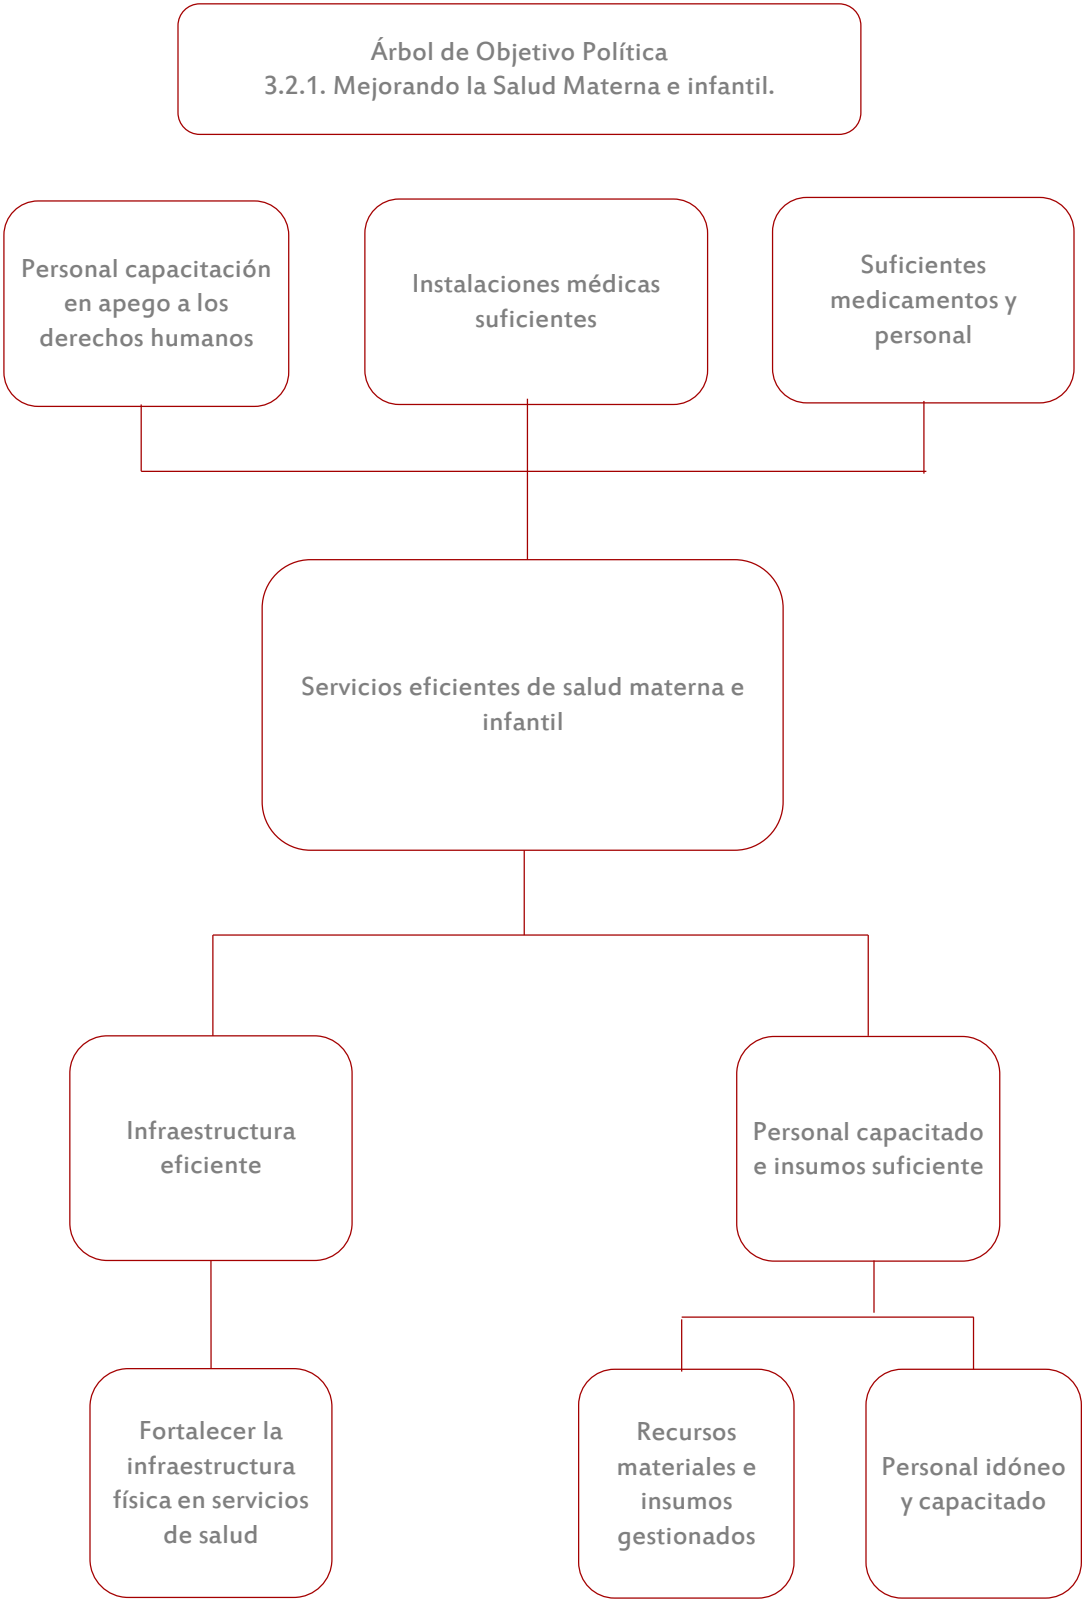 Árbol de Objetivo Política
3.2.1. Mejorando la Salud Materna e infantil.
Personal capacitación
en apego a los
derechos humanos
Instalaciones médicas
suficientes
Suficientes
medicamentos y
personal
Servicios eficientes de salud materna e
infantil
Infraestructura
eficiente
Personal capacitado
e insumos suficiente
Fortalecer la
infraestructura
física en servicios
de salud
Recursos
materiales e
insumos
gestionados
Personal idóneo
y capacitado